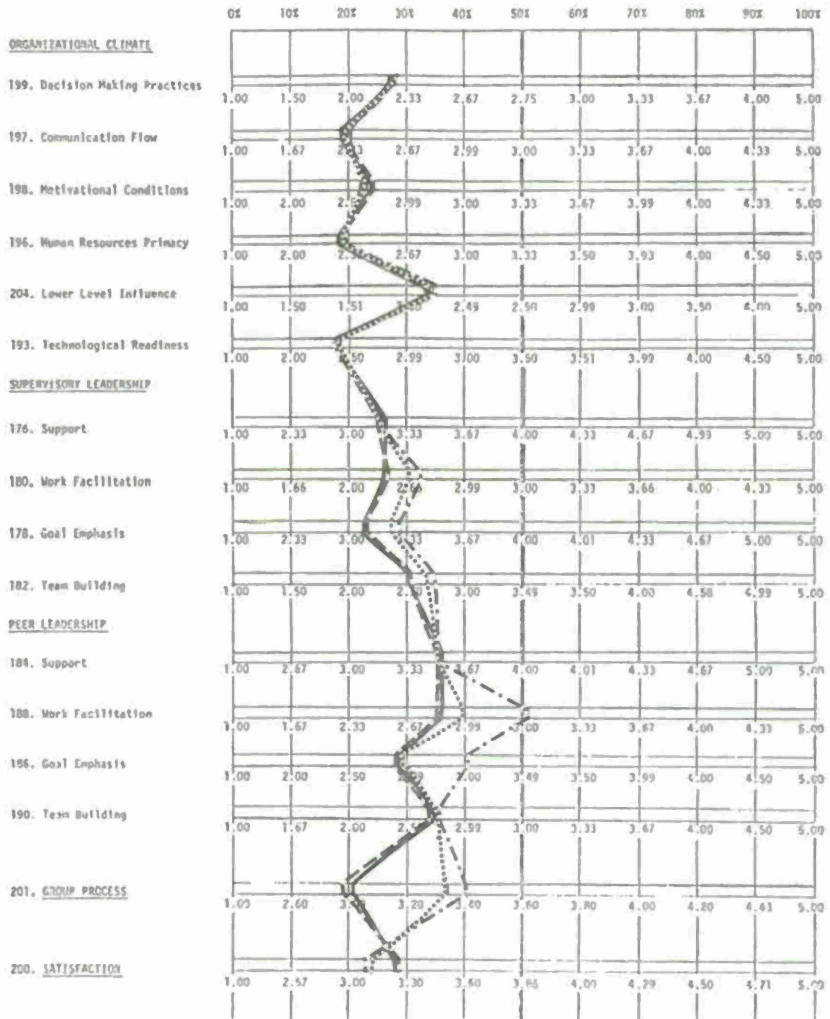 0% 20% 30% 40% 50% 60% 70% 80% 90% 100%
ORGANIZATIONAL CLIMATE
199. Decision Making Practices
1.00 1.50 2.00 2.33 2.67 2.75 3.00 3.33 3.67 4.00 5.00
197. Communication Flow
1.00 1.67 2.67 2.99 3.00 3.33 3.67 4.00 4.33 5.00
198. Motivational Conditions
1.00 2.00 2.99 3.00 3.33 3.67 3.99 4.00 4.33 5.00
196. Human Resources Primacy
1.00 2.00 2.67 3.00 3.33 3.50 3.93 4.00 4.50 5.00
204. Lower Level Influence
1.00 1.50 1.51 2.49 2.50 2.99 3.00 3.50 4.00 5.00
193. Technological Readiness
1.00 2.00 2.50 2.99 3.00 3.50 3.51 3.99 4.00 4.50 5.00
SUPERVISORY LEADERSHIP
176. Support
1.00 2.33 3.00 3.33 3.67 4.00 4.33 4.67 4.99 5.00 5.00
180. Work Facilitation
1.00 1.66 2.00 2.99 3.00 3.33 3.66 4.00 4.33 5.00
178. Goal Emphasis
1.00 2.33 3.00 3.67 4.00 4.01 4.33 4.67 5.00 5.00
182. Team Building
1.00 1.67 2.00 3.00 3.49 3.50 4.00 5.00
PEER LEADERSHIP
184. Support
1.00 2.67 3.00 3.33 3.67 4.00 4.01 4.33 4.67 5.00 5.00
188. Work Facilitation
1.00 1.67 2.33 2.67 2.99 3.00 3.33 3.67 4.00 4.33 5.00
186. Goal Emphasis
1.00 2.00 2.50 3.00 3.49 3.50 3.99 4.00 4.50 5.00
190. Team Building
1.00 1.67 2.00 2.59 3.00 3.33 3.67 4.00 4.50 5.00
201. GROUP PROCESS
1.00 2.60 3.20 3.60 3.80 4.00 4.20 4.43 5.00
200. SATISFACTION
1.00 2.57 3.00 3.30 4.00 4.29 4.50 4.71 5.00